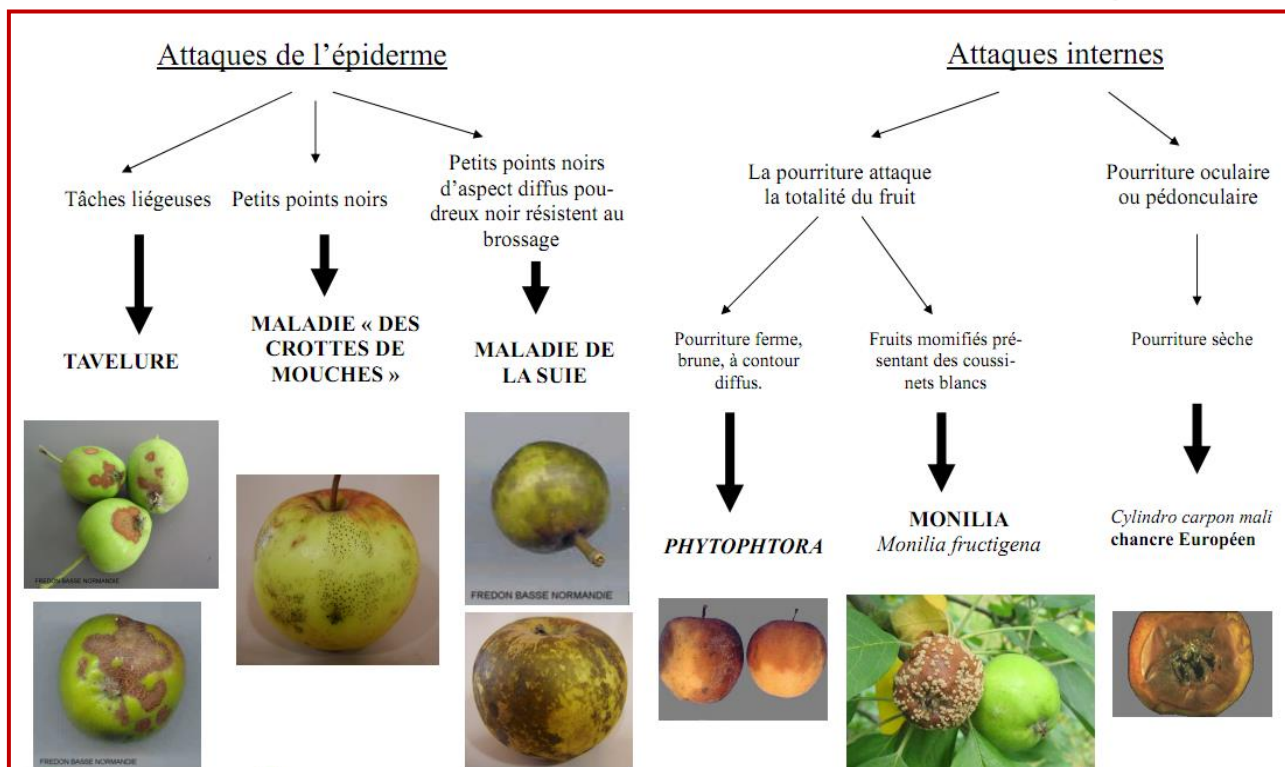 Attaques de l'épiderme
Tâches liégeuses
Petits points noirs
Petits points noirs
d'aspect diffus pou-
dreux noir résistent au
brossage
TAVELURE
MALADIE « DES
CROTTES DE
MOUCHES »
MALADIE DE
LA SUIE
FREDON BASSE NORMANDIE
FREDON BASSE NORMANDIE
FREDON BASSE NORMANDIE
Attaques internes
La pourriture attaque
la totalité du fruit
Pourriture oculaire
ou pédonculaire
Pourriture ferme,
brune, à contour
diffus.
Fruits momifiés pré-
sentant des coussi-
nets blancs
Pourriture sèche
PHYTOPHTORA
MONILIA
Monilia fructigena
Cylindro carpon mali
chancre Européen